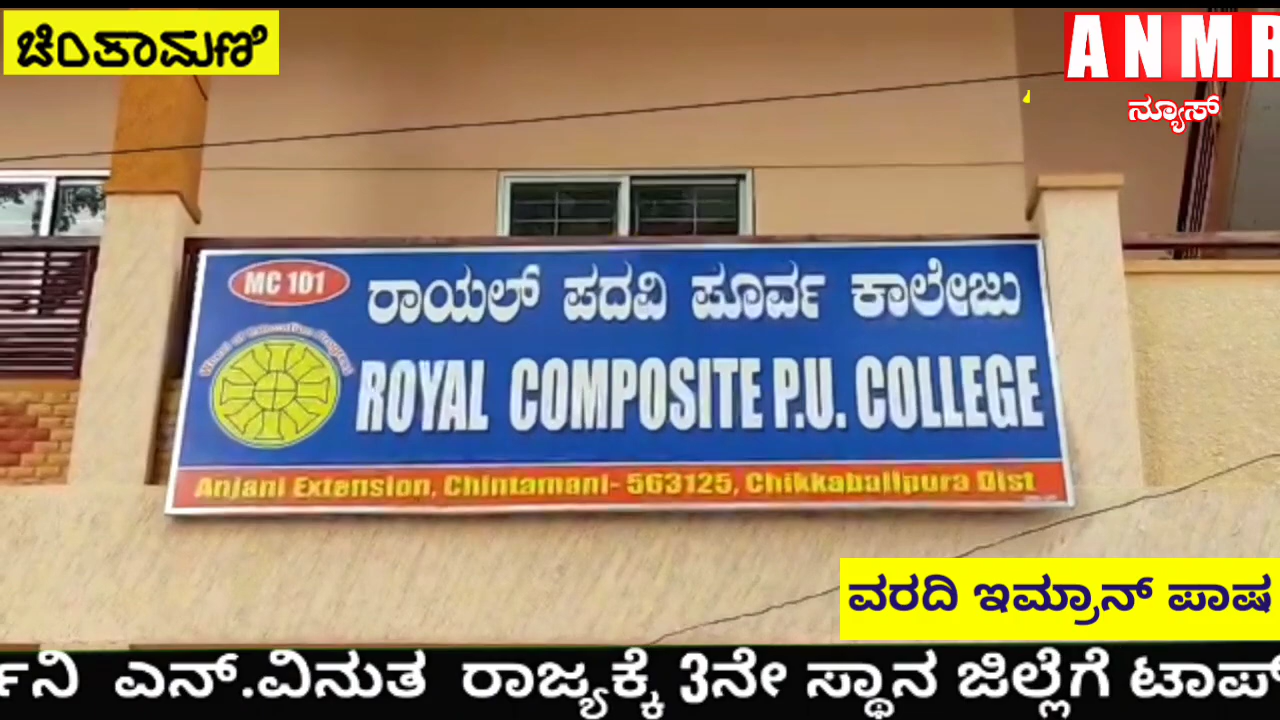 ಚಿಂತಾಮಣಿ
ANMR
ನ್ಯೂಸ್
MC 101
ರಾಯಲ್ ಪದವಿ ಪೂರ್ವ ಕಾಲೇಜು
ROYAL COMPOSITE P.U. COLLEGE
Anjani Extension, Chintamani- 563125, Chikkaballpura Dist
ವರದಿ ಇಮ್ರಾನ್ ಪಾಷ
ನಿ ಎನ್.ವಿನುತ ರಾಜ್ಯಕ್ಕೆ 3ನೇ ಸ್ಥಾನ ಜಿಲ್ಲೆಗೆ ಟಾಪ್